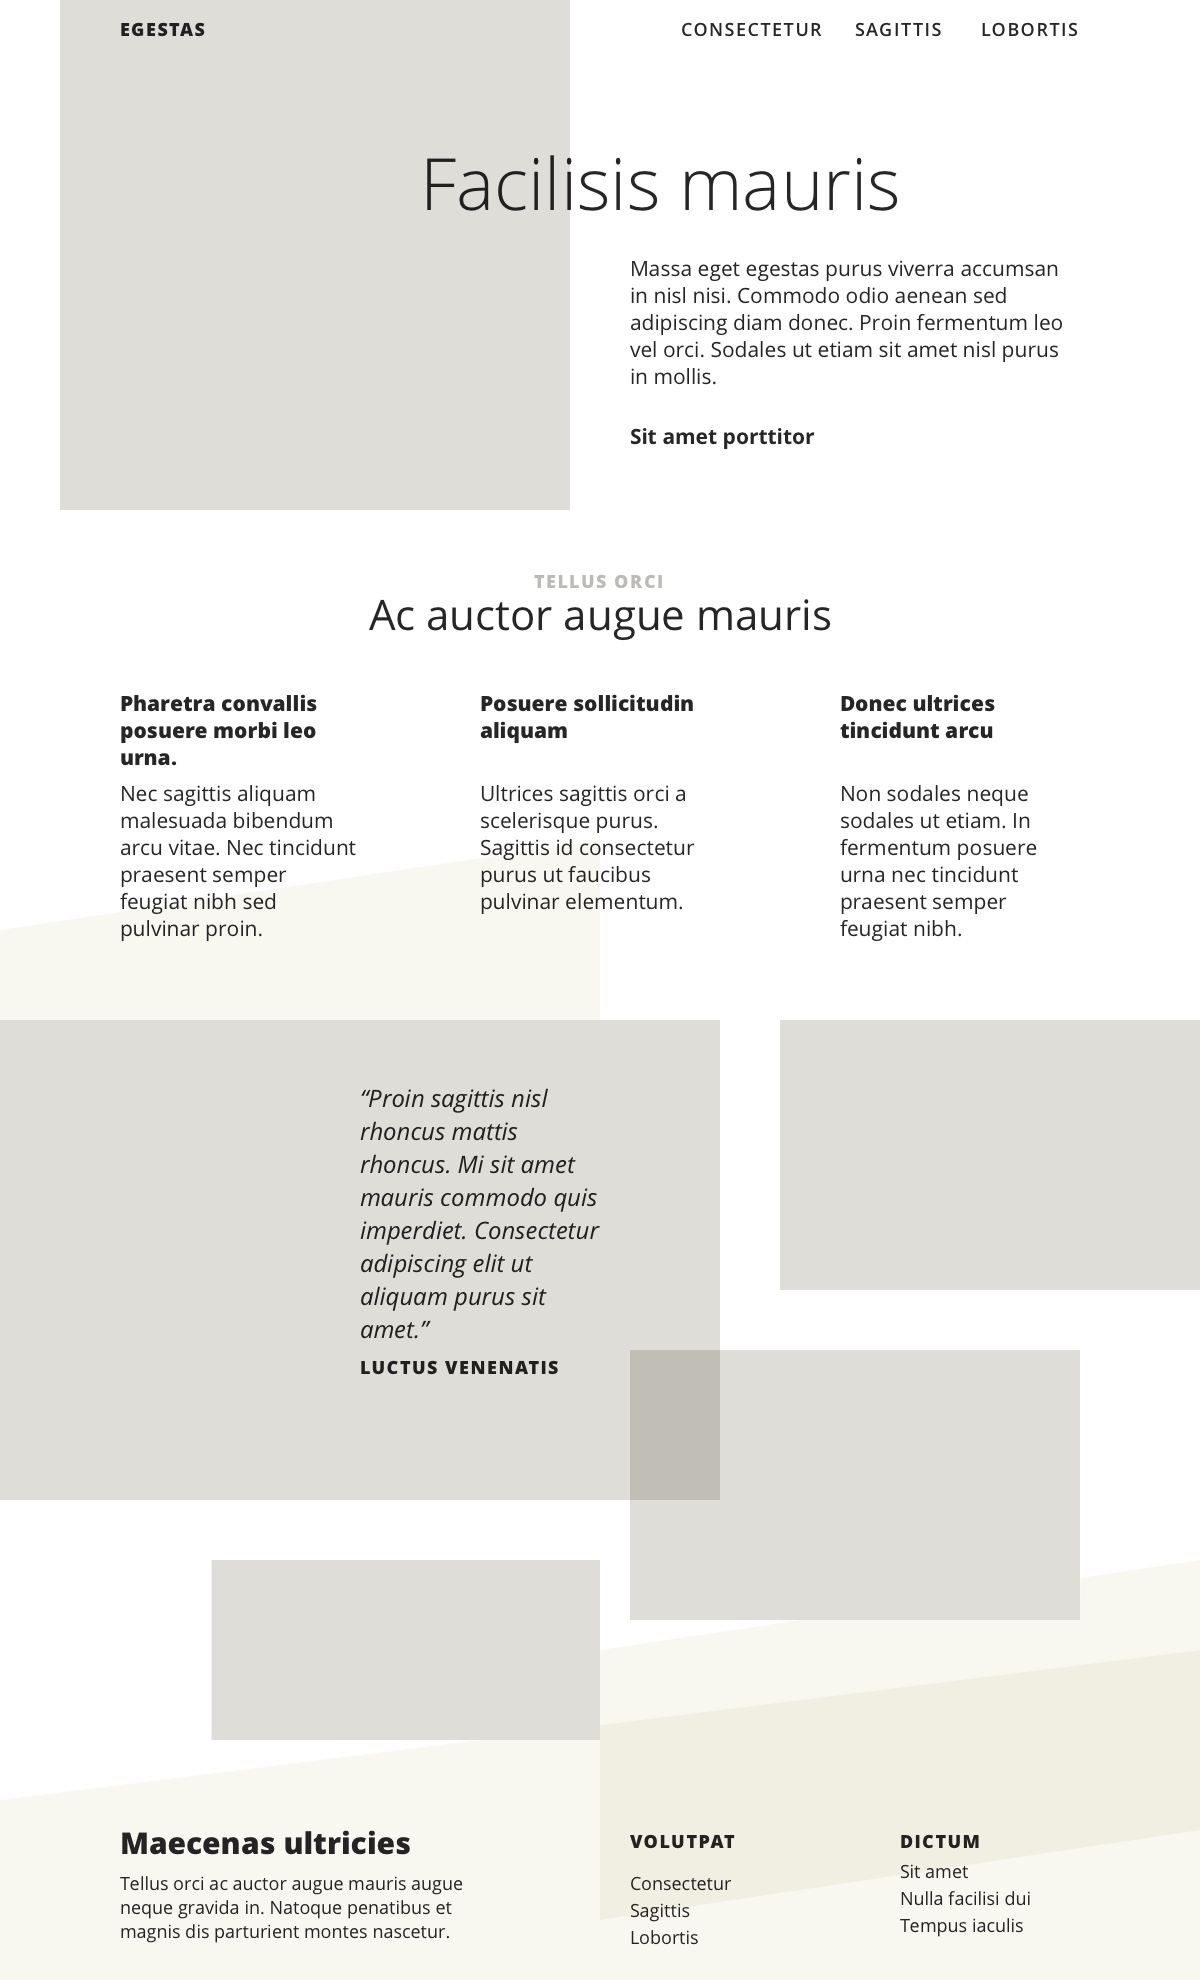 EGESTAS
CONSECTETUR SAGITTIS LOBORTIS
Facilisis mauris
Massa eget egestas purus viverra accumsan
in nisl nisi. Commodo odio aenean sed
adipiscing diam donec. Proin fermentum leo
vel orci. Sodales ut etiam sit amet nisl purus
in mollis.
Sit amet porttitor
TELLUS ORCI
Ac auctor augue mauris
Pharetra convallis
posuere morbi leo
urna.
Nec sagittis aliquam
malesuada bibendum
arcu vitae. Nec tincidunt
praesent semper
feugiat nibh sed
pulvinar proin.
Posuere sollicitudin
aliquam
Ultrices sagittis orci a
scelerisque purus.
Sagittis id consectetur
purus ut faucibus
pulvinar elementum.
Donec ultrices
tincidunt arcu
Non sodales neque
sodales ut etiam. In
fermentum posuere
urna nec tincidunt
praesent semper
feugiat nibh.
“Proin sagittis nisl
rhoncus mattis
rhoncus. Mi sit amet
mauris commodo quis
imperdiet. Consectetur
adipiscing elit ut
aliquam purus sit
amet.”
LUCTUS VENENATIS
Maecenas ultricies
Tellus orci ac auctor augue mauris augue
neque gravida in. Natoque penatibus et
magnis dis parturient montes nascetur.
VOLUTPAT
Consectetur
Sagittis
Lobortis
DICTUM
Sit amet
Nulla facilisi dui
Tempus iaculis